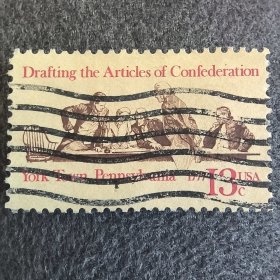 Drafting the Articles of Confederation
York Town, Pennsylvania 1777 13c USA